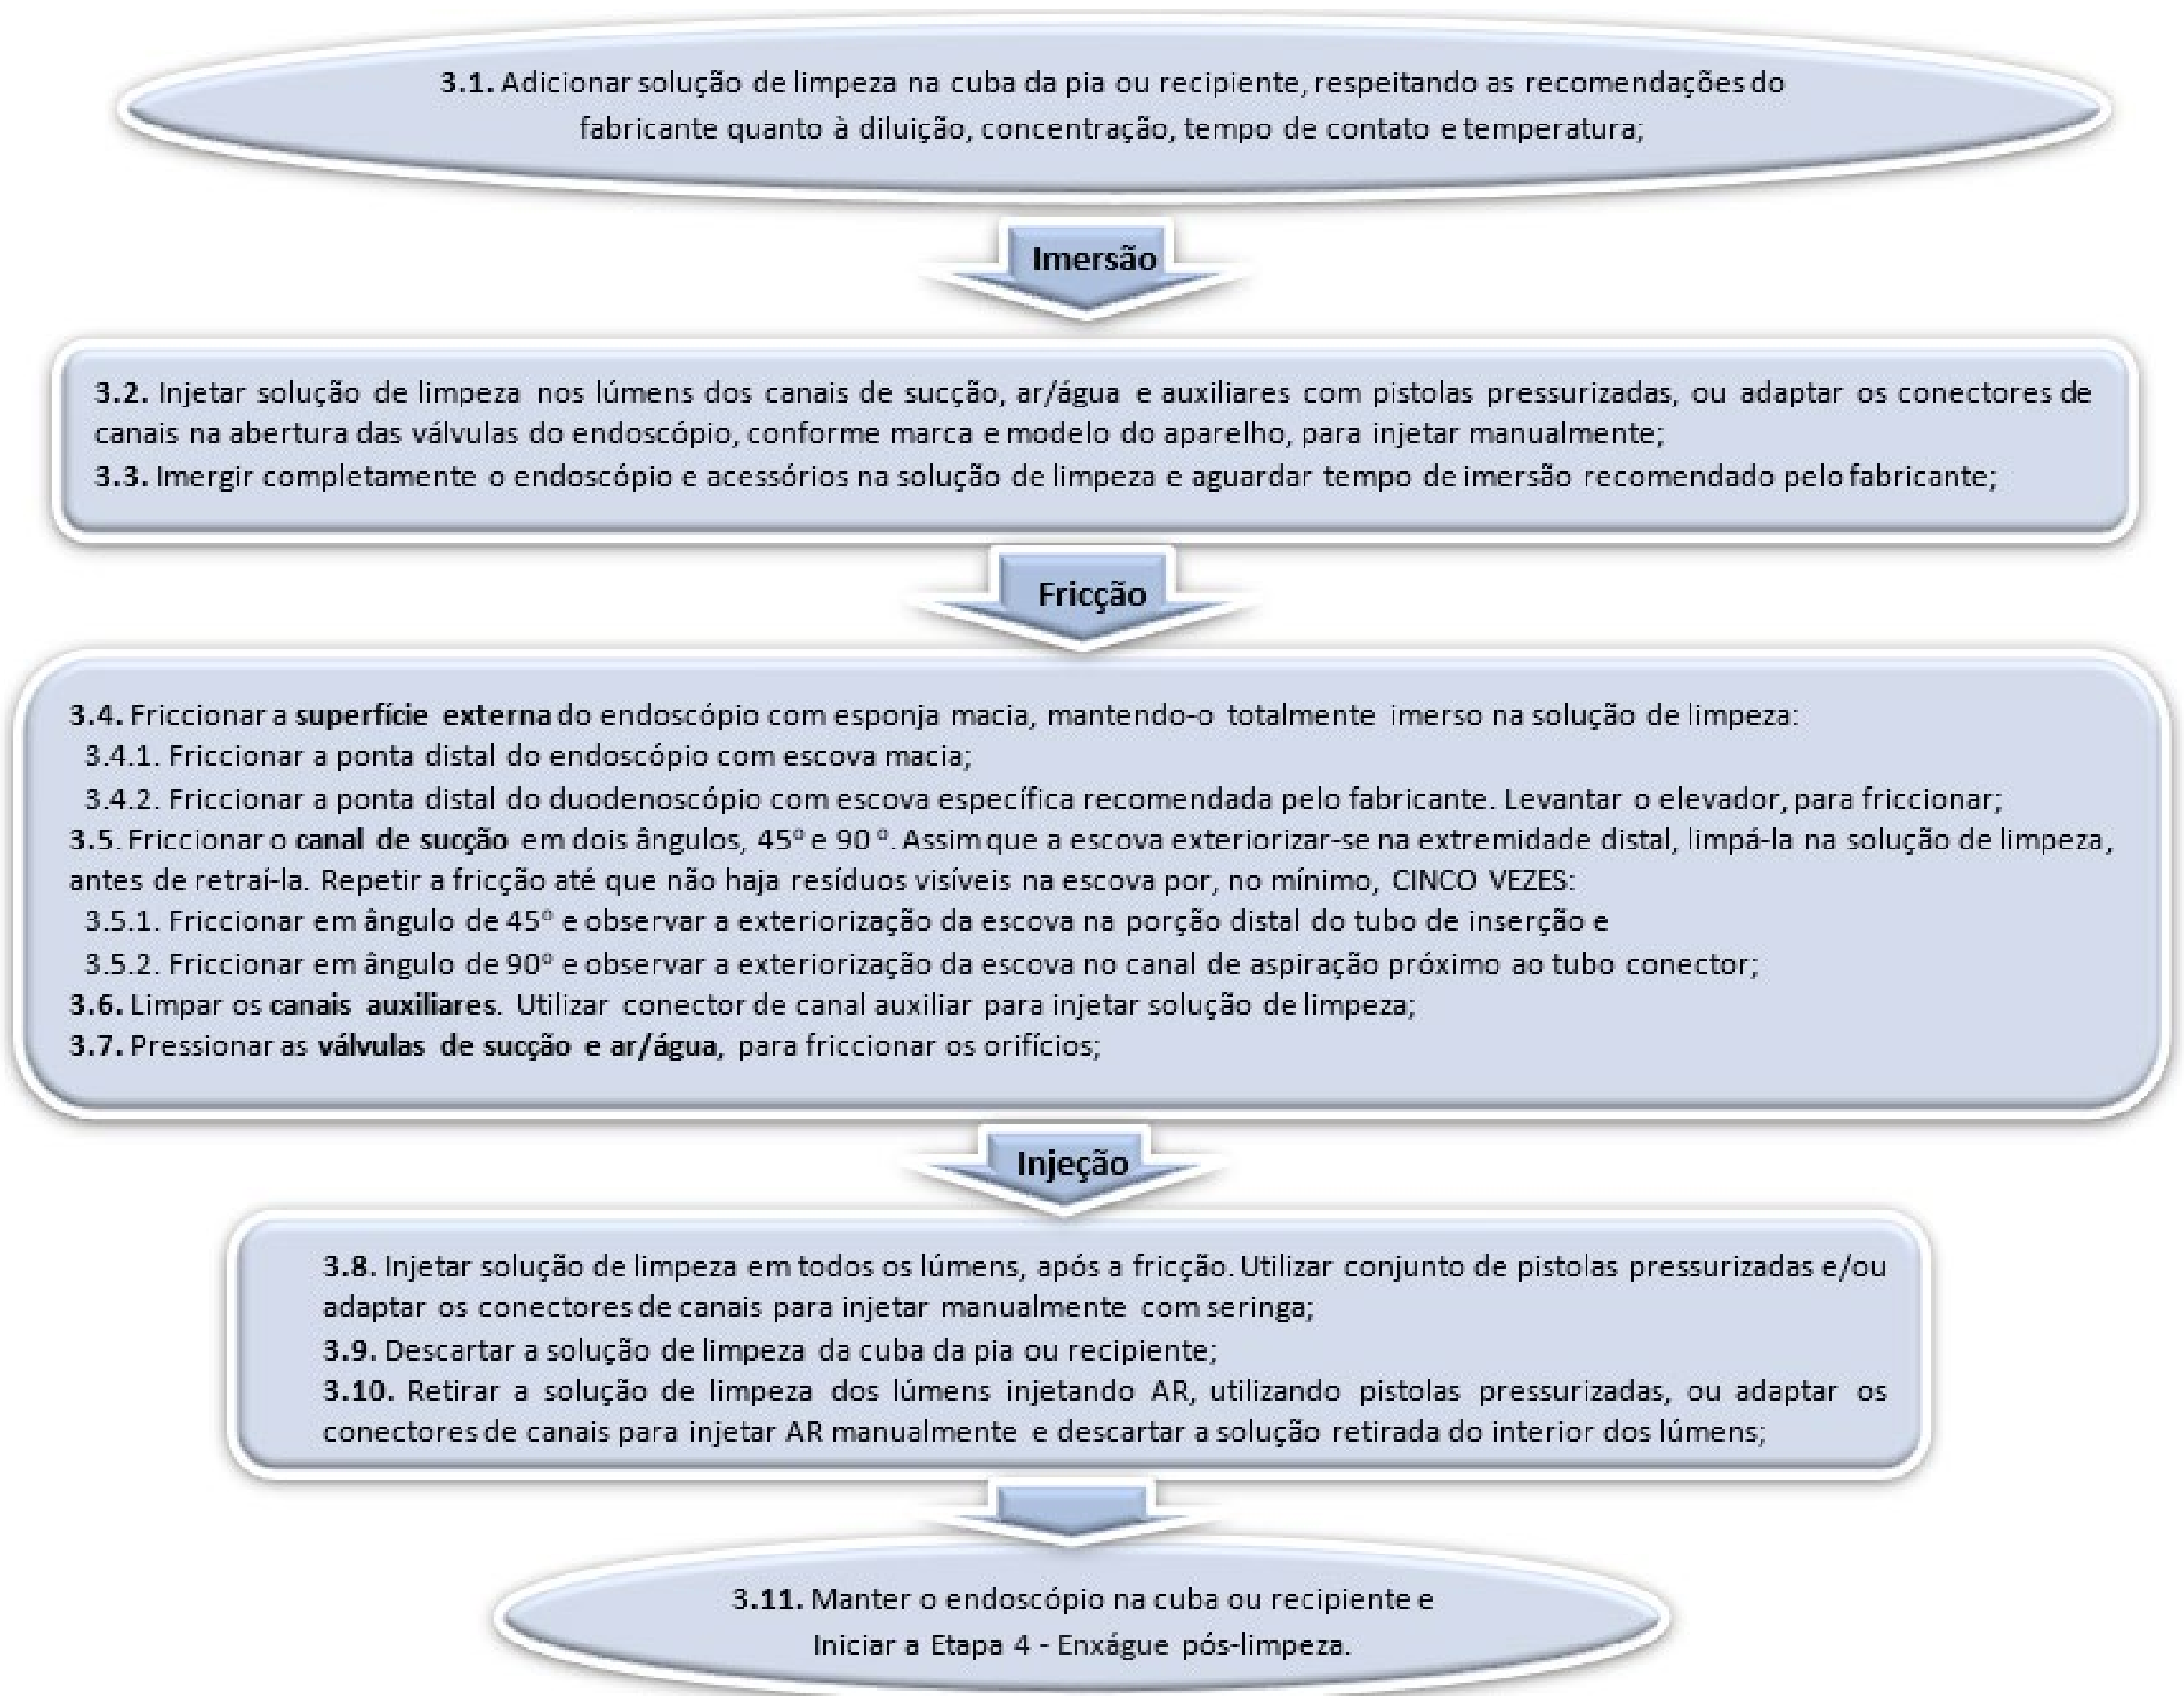 3.1. Adicionar solução de limpeza na cuba da pia ou recipiente, respeitando as recomendações do
fabricante quanto à diluição, concentração, tempo de contato e temperatura;
Imersão
3.2. Injetar solução de limpeza nos lúmens dos canais de sucção, ar/água e auxiliares com pistolas pressurizadas, ou adaptar os conectores de
canais na abertura das válvulas do endoscópio, conforme marca e modelo do aparelho, para injetar manualmente;
3.3. Imergir completamente o endoscópio e acessórios na solução de limpeza e aguardar tempo de imersão recomendado pelo fabricante;
Fricção
3.4. Friccionar a superfície externa do endoscópio com esponja macia, mantendo-o totalmente imerso na solução de limpeza:
3.4.1. Friccionar a ponta distal do endoscópio com escova macia;
3.4.2. Friccionar a ponta distal do duodenoscópio com escova específica recomendada pelo fabricante. Levantar o elevador, para friccionar;
3.5. Friccionar o canal de sucção em dois ângulos, 45º e 90 º. Assim que a escova exteriorizar-se na extremidade distal, limpá-la na solução de limpeza,
antes de retraí-la. Repetir a fricção até que não haja resíduos visíveis na escova por, no mínimo, CINCO VEZES:
3.5.1. Friccionar em ângulo de 45º e observar a exteriorização da escova na porção distal do tubo de inserção e
3.5.2. Friccionar em ângulo de 90º e observar a exteriorização da escova no canal de aspiração próximo ao tubo conector;
3.6. Limpar os canais auxiliares. Utilizar conector de canal auxiliar para injetar solução de limpeza;
3.7. Pressionar as válvulas de sucção e ar/água, para friccionar os orifícios;
Injeção
3.8. Injetar solução de limpeza em todos os lúmens, após a fricção. Utilizar conjunto de pistolas pressurizadas e/ou
adaptar os conectores de canais para injetar manualmente com seringa;
3.9. Descartar a solução de limpeza da cuba da pia ou recipiente;
3.10. Retirar a solução de limpeza dos lúmens injetando AR, utilizando pistolas pressurizadas, ou adaptar os
conectores de canais para injetar AR manualmente e descartar a solução retirada do interior dos lúmens;
3.11. Manter o endoscópio na cuba ou recipiente e
Iniciar a Etapa 4 - Enxágue pós-limpeza.